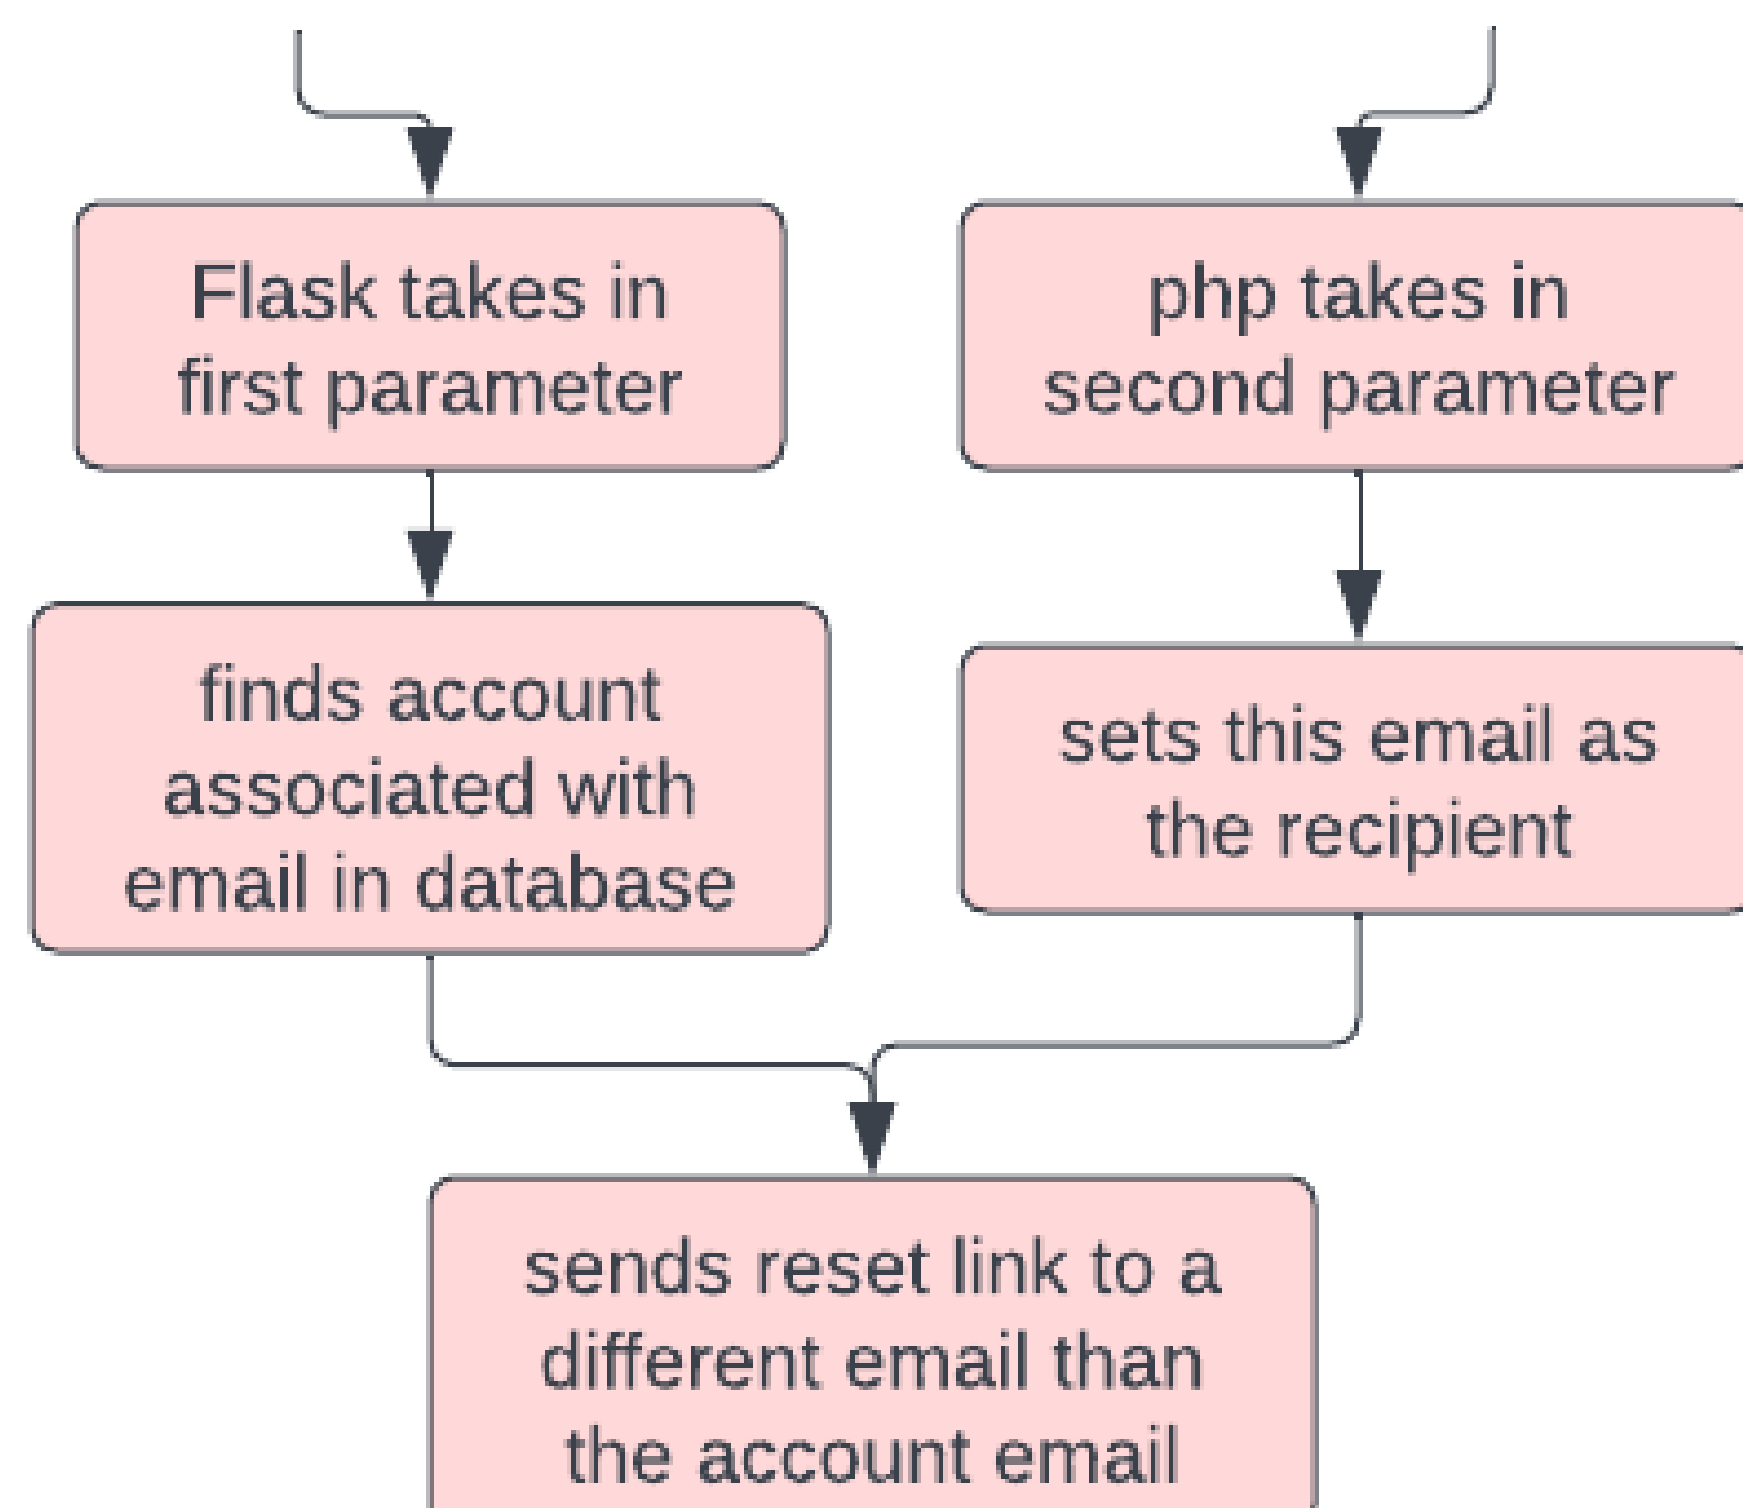 Flask takes in
first parameter
php takes in
second parameter
finds account
associated with
email in database
sets this email as
the recipient
sends reset link to a
different email than
the account email